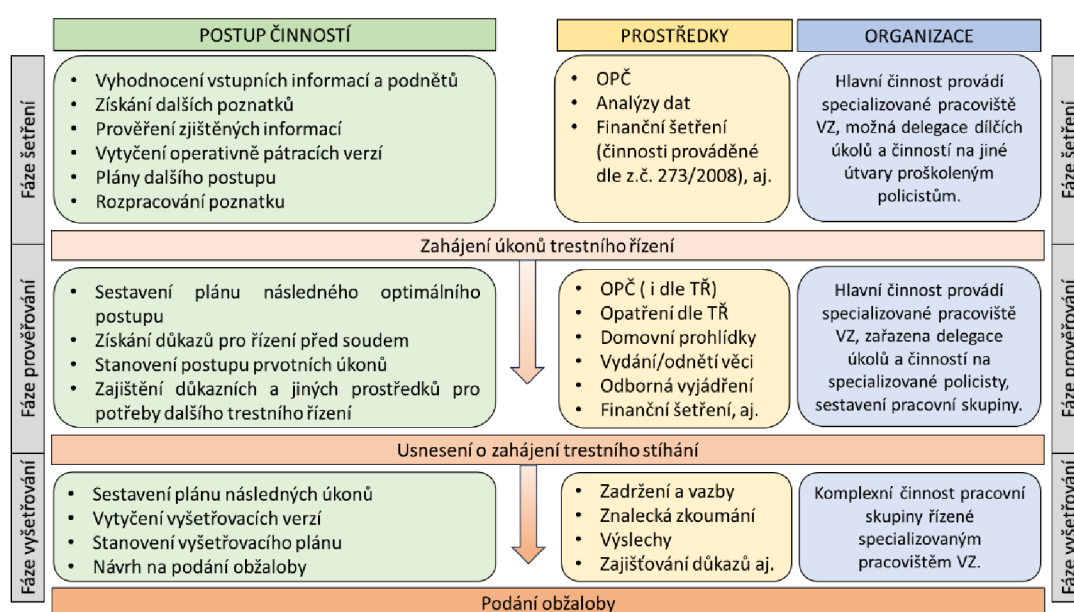 POSTUP ČINNOSTÍ
PROSTŘEDKY
ORGANIZACE
Fáze šetření
• Vyhodnocení vstupních informací a podnětů
• Získání dalších poznatků
• Prověření zjištěných informací
• Vytyčení operativně pátracích verzí
• Plány dalšího postupu
• Rozpracování poznatku
• OPČ
• Analýzy dat
• Finanční šetření
(činnosti prováděné
dle z.č. 273/2008), aj.
Hlavní činnost provádí
specializované pracoviště
VZ, možná delegace dílčích
úkolů a činností na jiné
útvary proškoleným
policistům.
Fáze šetření
Zahájení úkonů trestního řízení
Fáze prověřování
• Sestavení plánu následného optimálního
postupu
• Získání důkazů pro řízení před soudem
• Stanovení postupu prvotních úkonů
• Zajištění důkazních a jiných prostředků pro
potřeby dalšího trestního řízení
• OPČ ( i dle TŘ)
• Opatření dle TŘ
• Domovní prohlídky
• Vydání/odnětí věci
• Odborná vyjádření
• Finanční šetření, aj.
Hlavní činnost provádí
specializované pracoviště
VZ, zařazena delegace
úkolů a činností na
specializované policisty,
sestavení pracovní skupiny.
Fáze prověřování
Usnesení o zahájení trestního stíhání
Fáze vyšetřování
• Sestavení plánu následných úkonů
• Vytyčení vyšetřovacích verzí
• Stanovení vyšetřovacího plánu
• Návrh na podání obžaloby
• Zadržení a vazby
• Znalecká zkoumání
• Výslechy
• Zajišťování důkazů aj.
Komplexní činnost pracovní
skupiny řízené
specializovaným
pracovištěm VZ.
Fáze vyšetřování
Podání obžaloby